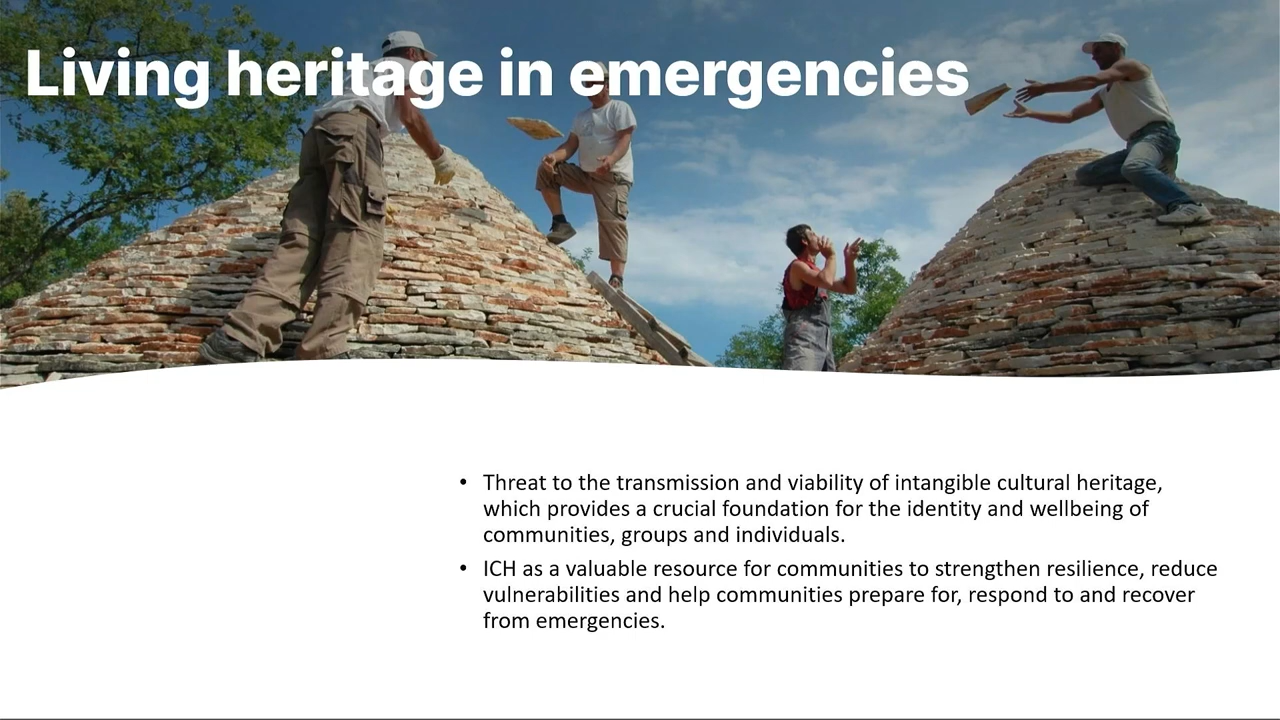 Living heritage in emergencies
• Threat to the transmission and viability of intangible cultural heritage,
which provides a crucial foundation for the identity and wellbeing of
communities, groups and individuals.
• ICH as a valuable resource for communities to strengthen resilience, reduce
vulnerabilities and help communities prepare for, respond to and recover
from emergencies.